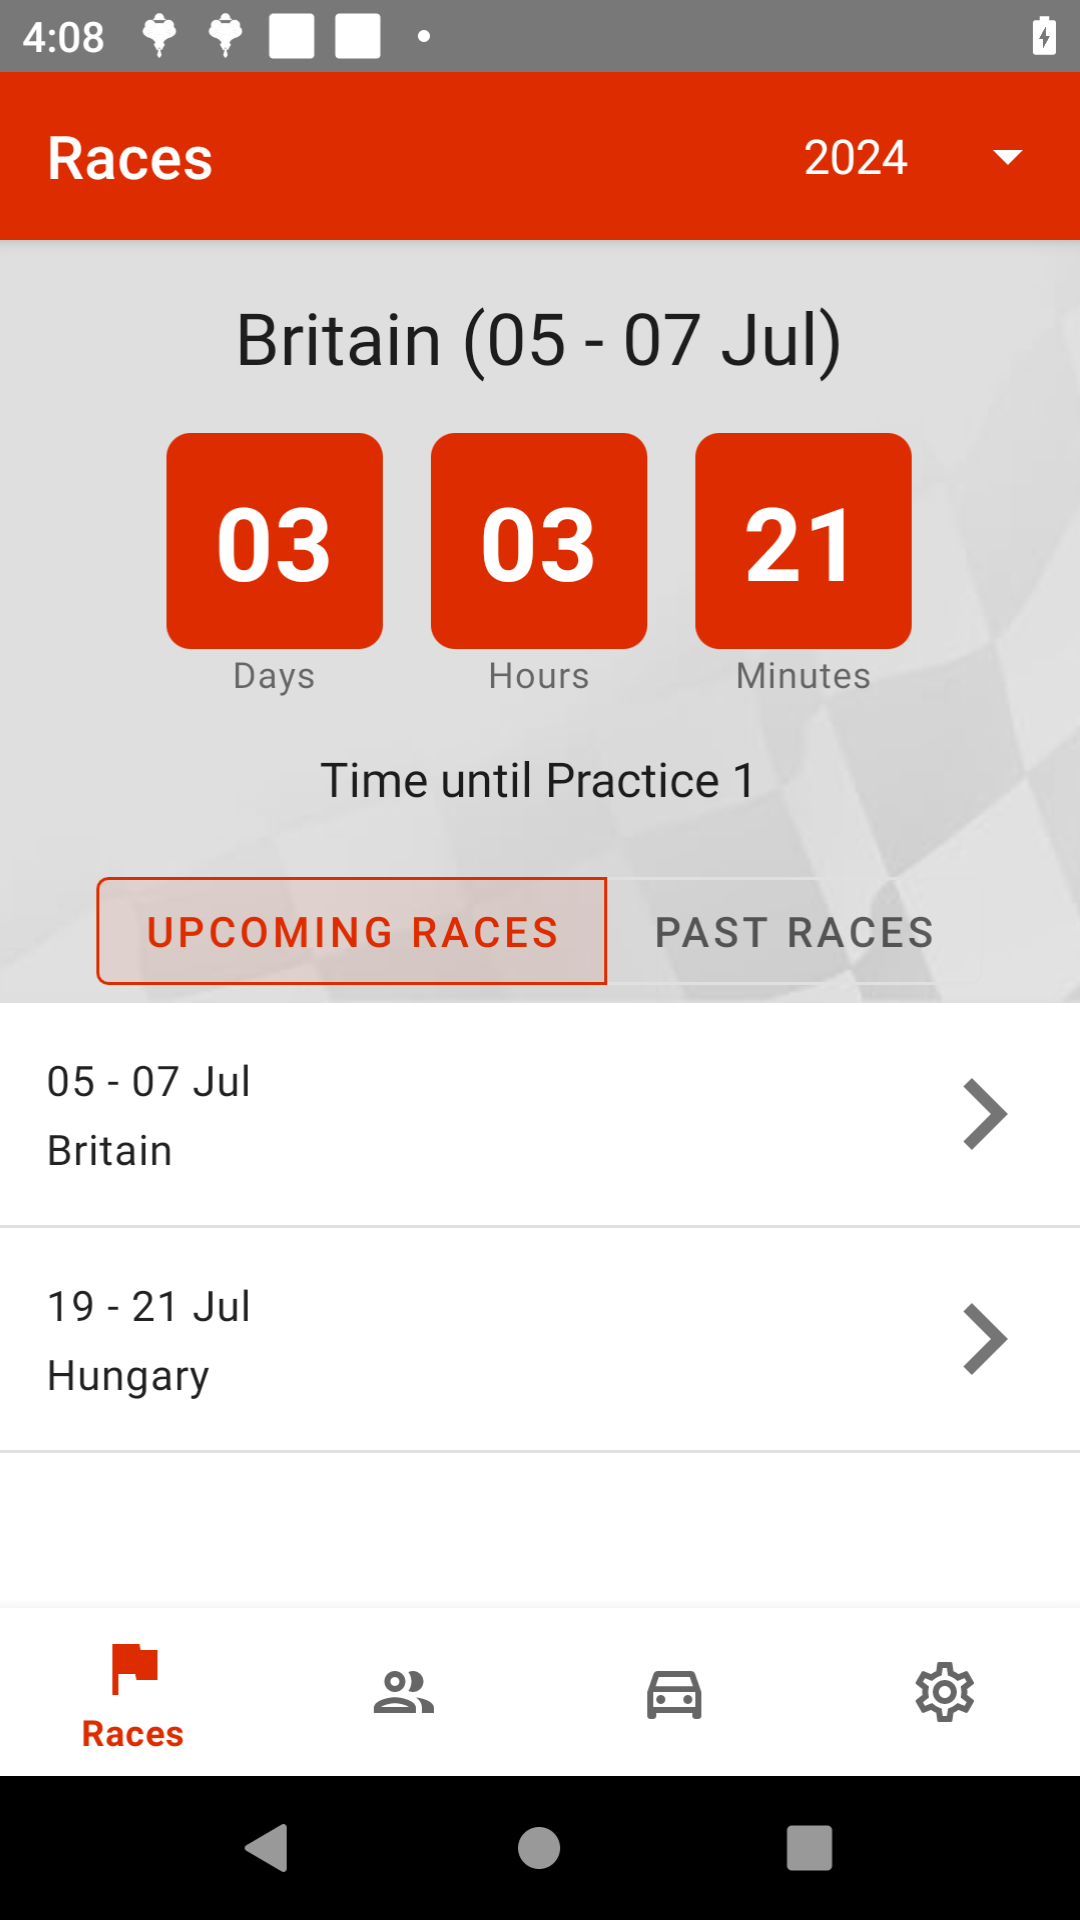 4:08
Races
2024
Britain (05 - 07 Jul)
03 03 21
Days Hours Minutes
Time until Practice 1
UPCOMING RACES PAST RACES
05 - 07 Jul
Britain
19 - 21 Jul
Hungary
Races